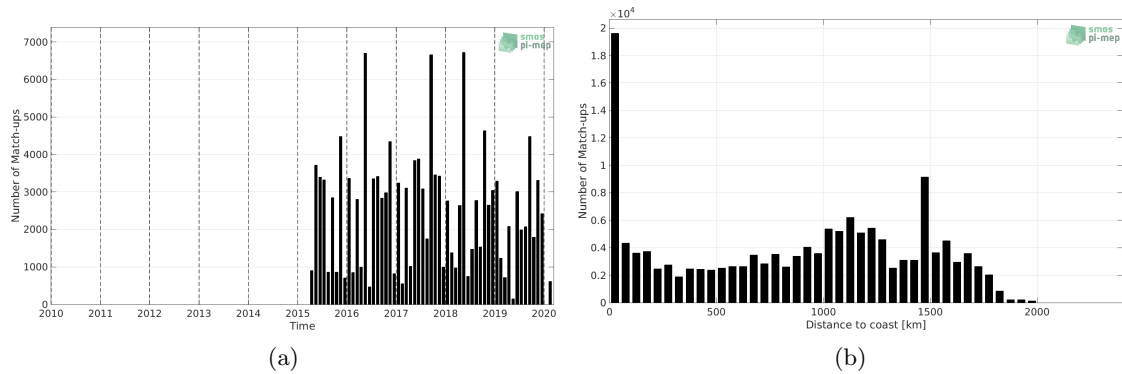 smos
pi-mep
Number of Match-ups
7000
6000
5000
4000
3000
2000
1000
0
2010 2011 2012 2013 2014 2015 2016 2017 2018 2019 2020
Time
(a)
×10⁴
smos
pi-mep
Number of Match-ups
2
1.8
1.6
1.4
1.2
1
0.8
0.6
0.4
0.2
0
0 500 1000 1500 2000
Distance to coast [km]
(b)